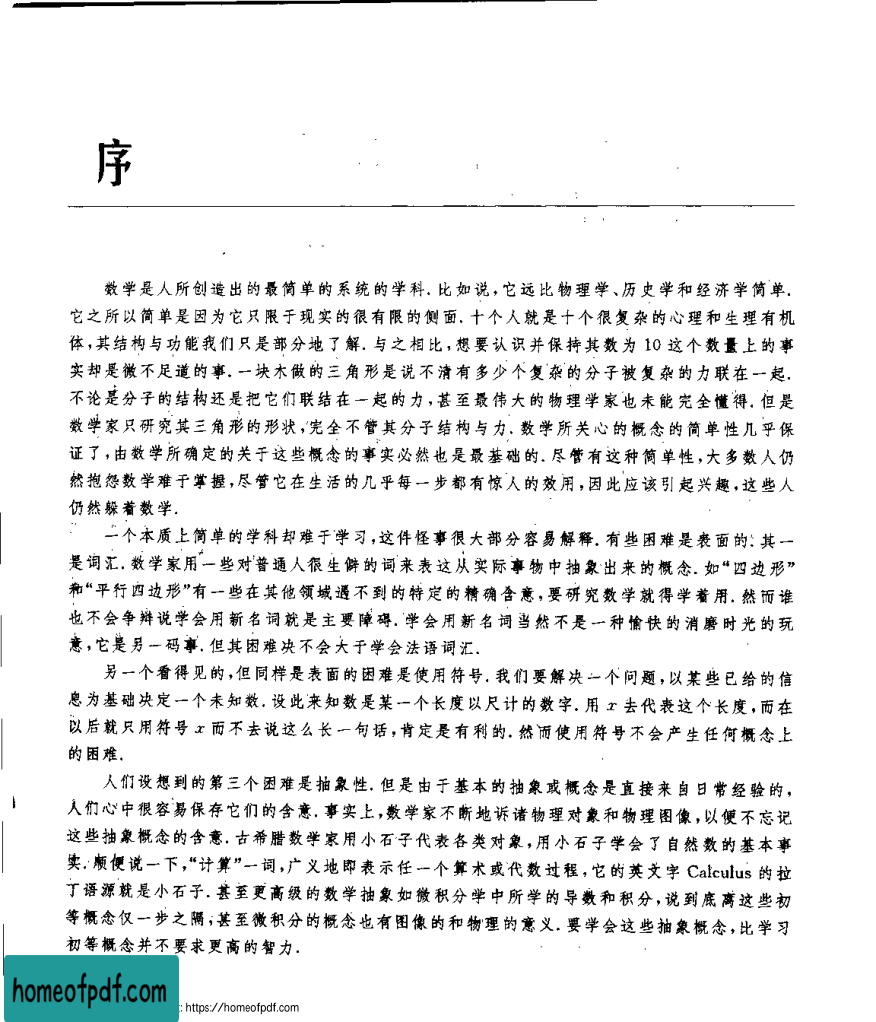 序
数学是人所创造出的最简单的系统的学科.比如说,它远比物理学、历史学和经济学简单.
它之所以简单是因为它只限于现实的很有限的侧面.十个人就是十个很复杂的心理和生理有机
体,其结构与功能我们只是部分地了解.与之相比,想要认识并保持其数为 10 这个数量上的事
实却是微不足道的事.一块木做的三角形是说不清有多少个复杂的分子被复杂的力联在一起.
不论是分子的结构还是把它们联结在一起的力,甚至最伟大的物理学家也未能完全懂得.但是
数学家只研究其三角形的形状,完全不管其分子结构与力.数学所关心的概念的简单性几乎保
证了,由数学所确定的关于这些概念的事实必然也是最基础的.尽管有这种简单性,大多数人仍
然抱怨数学难于掌握,尽管它在生活的几乎每一步都有惊人的效用,因此应该引起兴趣,这些人
仍然躲着数学.
一个本质上简单的学科却难于学习,这件怪事很大部分容易解释.有些困难是表面的:其一
是词汇.数学家用一些对普通人很生僻的词来表这从实际事物中抽象出来的概念.如“四边形”
和“平行四边形”有一些在其他领域遇不到的特定的精确含意,要研究数学就得学着用.然而谁
也不会争辩说学会用新名词就是主要障碍.学会用新名词当然不是一种愉快的消磨时光的玩
意,它是另一码事.但其困难决不会大于学会法语词汇.
另一个看得见的,但同样是表面的困难是使用符号.我们要解决一个问题,以某些已给的信
息为基础决定一个未知数.设此未知数是某一个长度以尺计的数字.用 x 去代表这个长度,而在
以后就只用符号 x 而不去说这么长一句话,肯定是有利的.然而使用符号不会产生任何概念上
的困难.
人们设想到的第三个困难是抽象性.但是由于基本的抽象或概念是直接来自日常经验的,
人们心中很容易保存它们的含意.事实上,数学家不断地诉诸物理对象和物理图像,以便不忘记
这些抽象概念的含意.古希腊数学家用小石子代表各类对象,用小石子学会了自然数的基本事
实.顺便说一下,“计算”一词,广义地即表示任一个算术或代数过程,它的英文字 Calculus 的拉
丁语源就是小石子.甚至更高级的数学抽象如微积分学中所学的导数和积分,说到底离这些初
等概念仅一步之隔,甚至微积分的概念也有图像的和物理的意义.要学会这些抽象概念,比学习
初等概念并不要求更高的智力.
homeofpdf.com
: https://homeofpdf.com